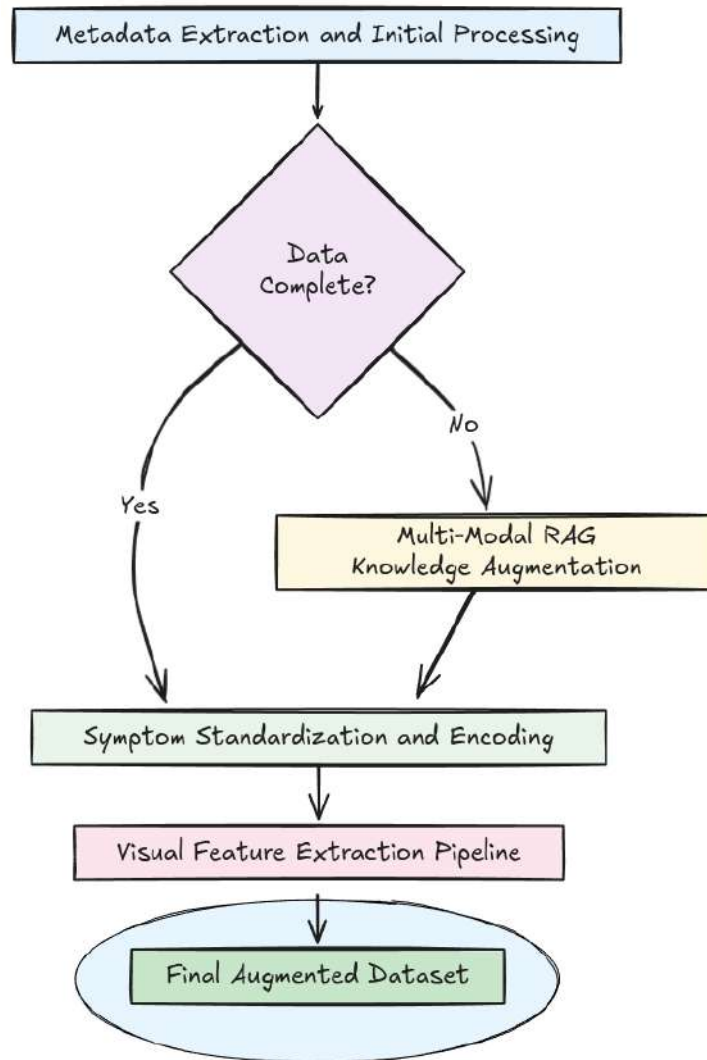 Metadata Extraction and Initial Processing
Data
Complete?
No
Yes
Multi-Modal RAG
Knowledge Augmentation
Symptom Standardization and Encoding
Visual Feature Extraction Pipeline
Final Augmented Dataset